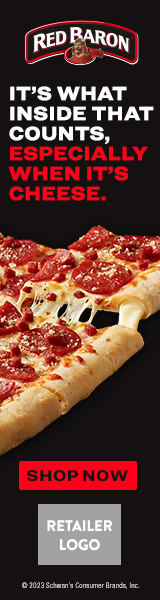 RED BARON
IT'S WHAT
INSIDE THAT
COUNTS,
ESPECIALLY
WHEN IT'S
CHEESE.
SHOP NOW
RETAILER
LOGO
© 2023 Schwan's Consumer Brands, Inc.